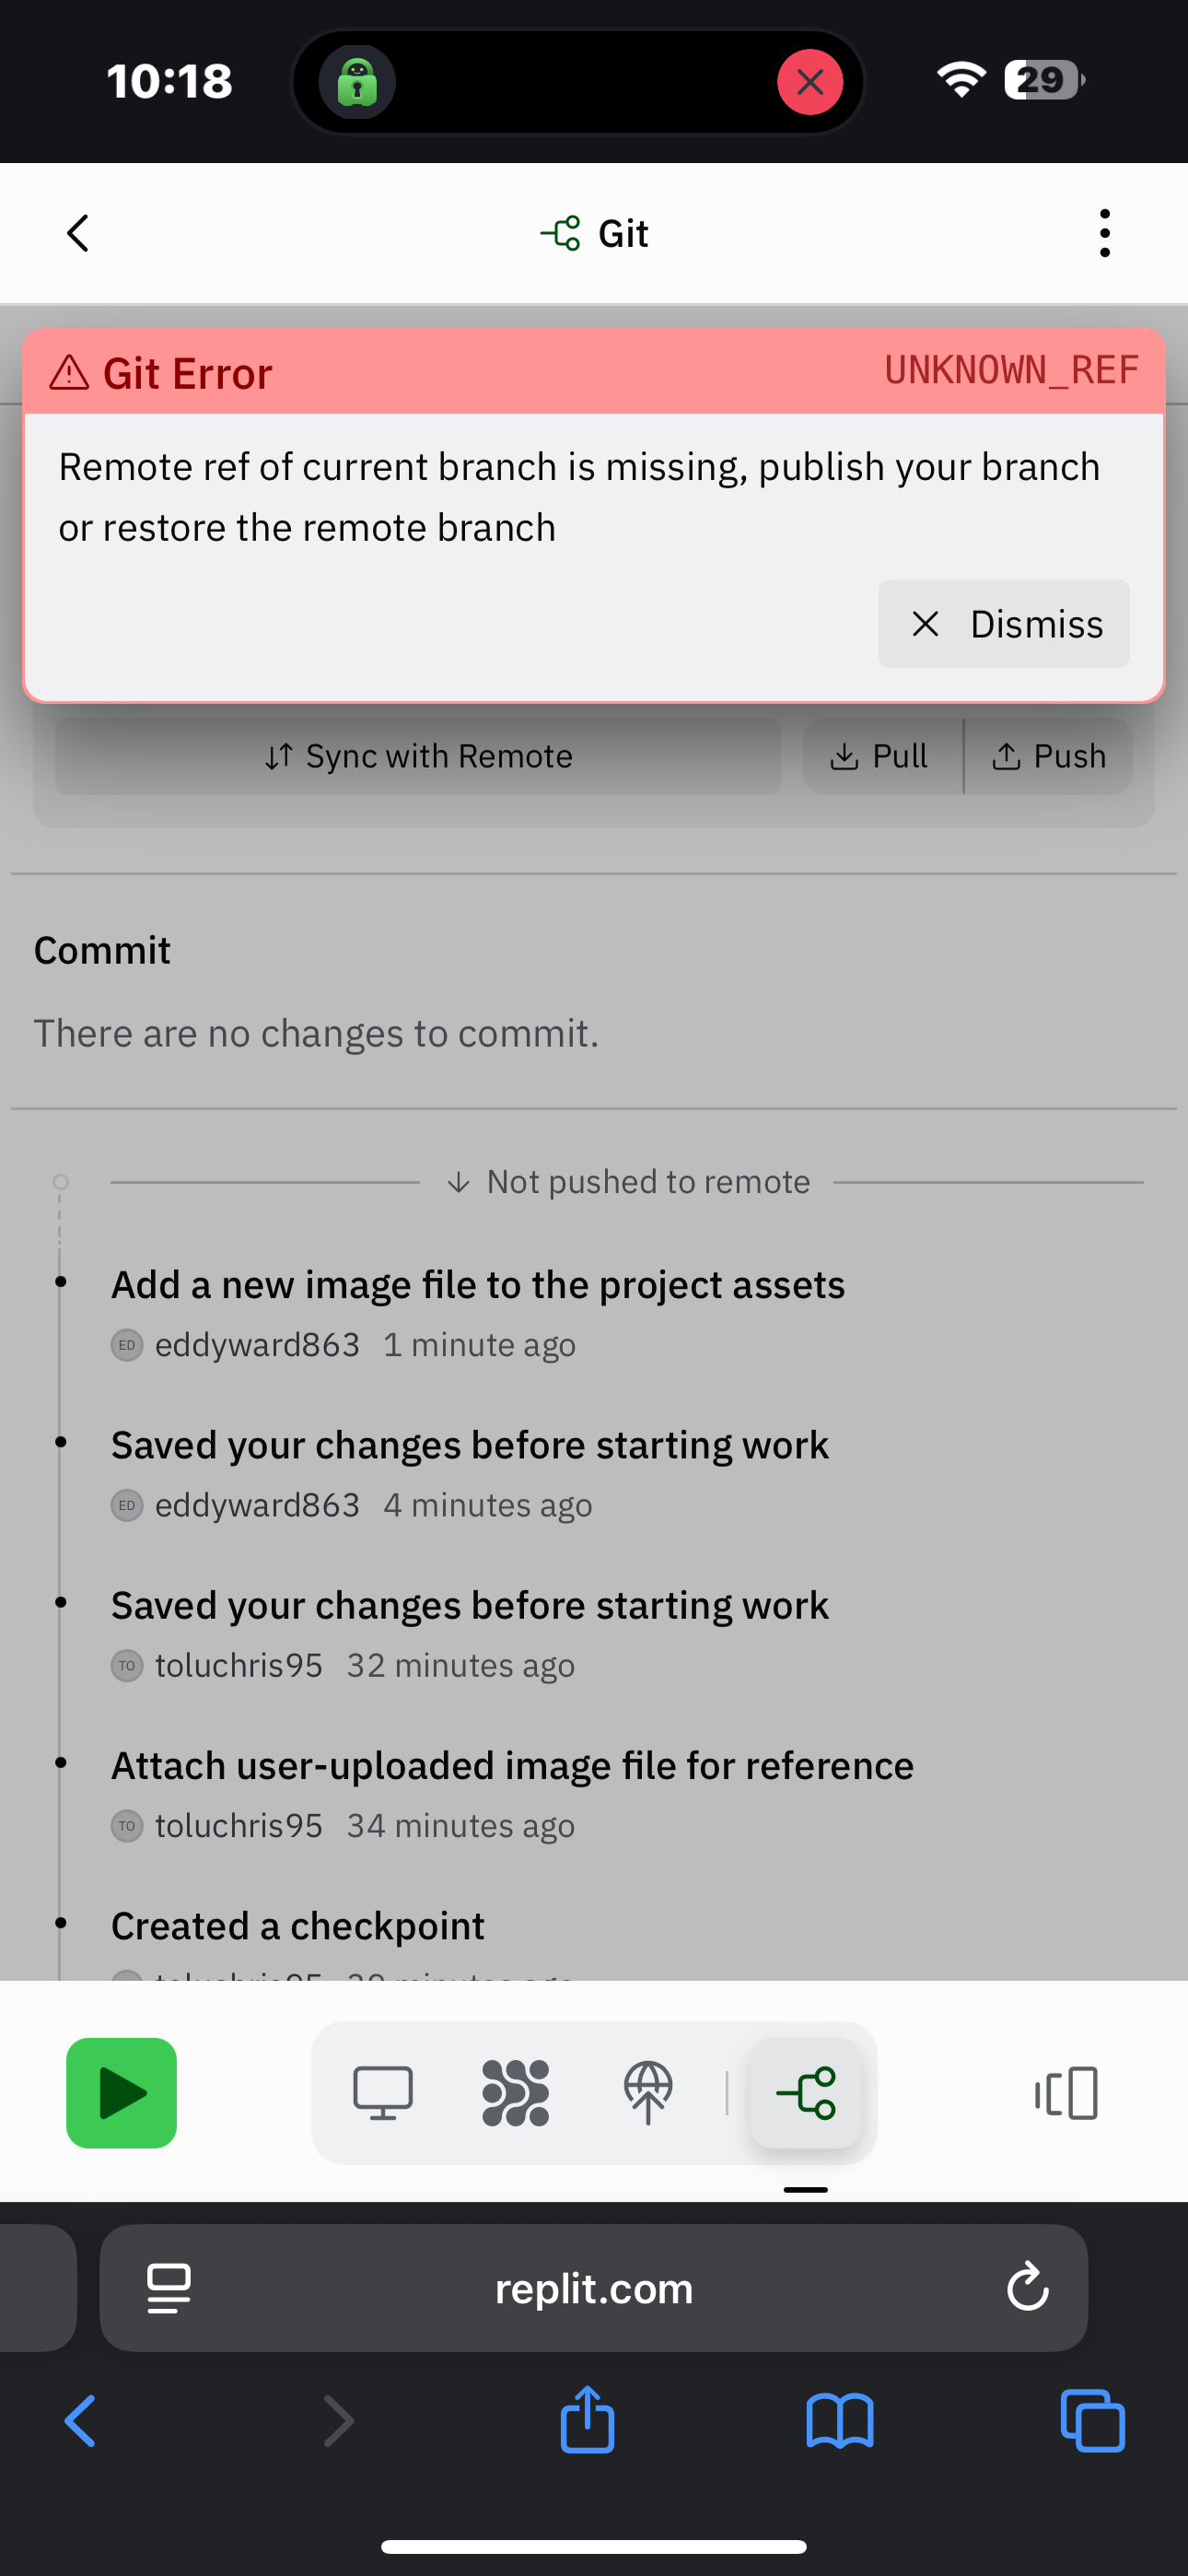 10:18
29
Git
Git Error
UNKNOWN_REF
Remote ref of current branch is missing, publish your branch
or restore the remote branch
Dismiss
Sync with Remote
Pull
Push
Commit
There are no changes to commit.
Not pushed to remote
Add a new image file to the project assets
ED eddyward863 1 minute ago
Saved your changes before starting work
ED eddyward863 4 minutes ago
Saved your changes before starting work
TO toluchris95 32 minutes ago
Attach user-uploaded image file for reference
TO toluchris95 34 minutes ago
Created a checkpoint
replit.com